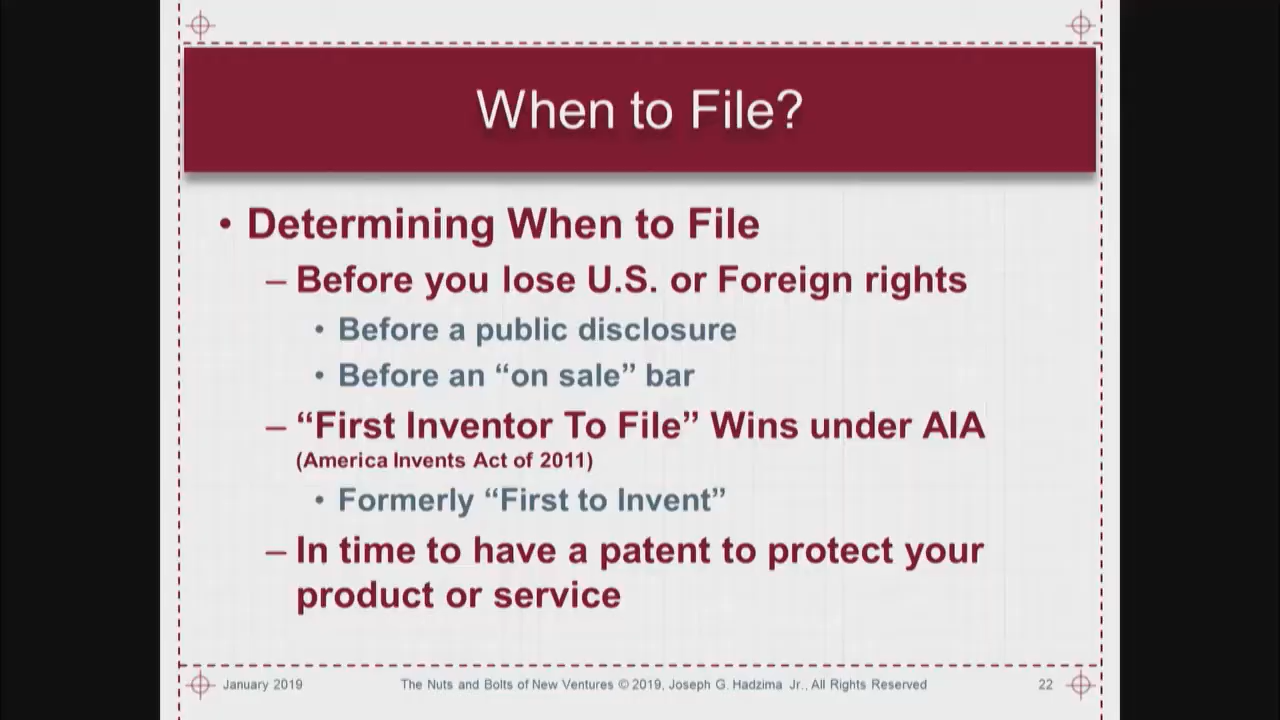 When to File?
• Determining When to File
– Before you lose U.S. or Foreign rights
• Before a public disclosure
• Before an “on sale” bar
– “First Inventor To File” Wins under AIA
(America Invents Act of 2011)
• Formerly “First to Invent”
– In time to have a patent to protect your
product or service
January 2019 The Nuts and Bolts of New Ventures © 2019, Joseph G. Hadzima Jr., All Rights Reserved 22